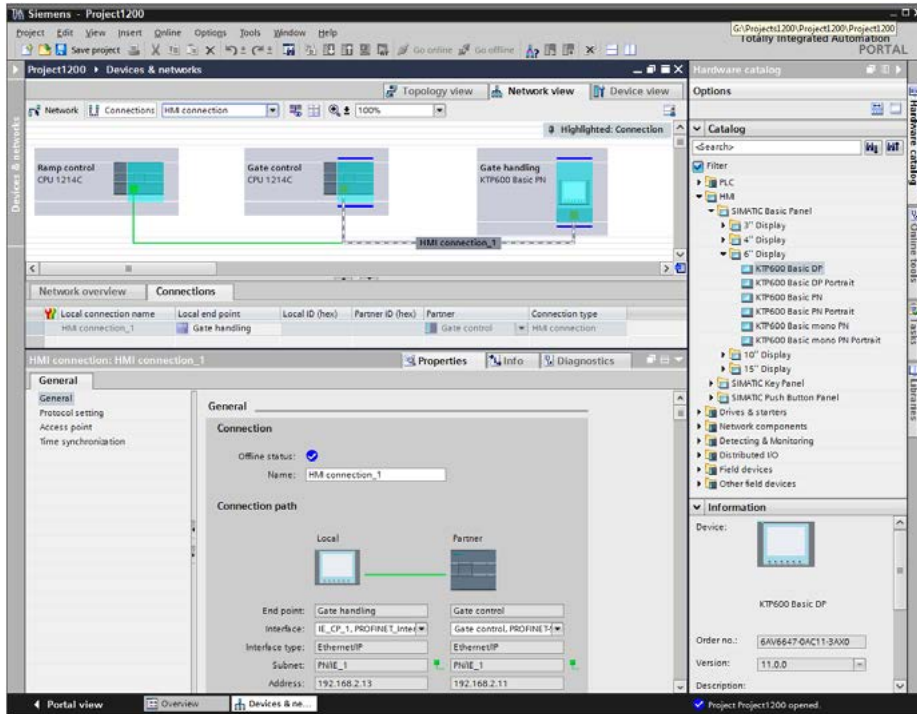 Siemens - Project1200
Project Edit View Insert Online Options Tools Window Help
G:\Projects1200\Project1200\Project1200
Totally Integrated Automation
PORTAL
Save project
Go online
Go offline
Project1200 Devices & networks
Topology view
Network view
Device view
Network
Connections
HMI connection
100%
Highlighted: Connection
Devices & networks
Ramp control
CPU 1214C
Gate control
CPU 1214C
Gate handling
KTP600 Basic PN
HMI connection_1
Network overview
Connections
Local connection name
Local end point
Local ID (hex)
Partner ID (hex)
Partner
Connection type
HMI connection_1
Gate handling
Gate control
HMI connection
HMI connection: HMI connection_1
Properties
Info
Diagnostics
General
General
Protocol setting
Access point
Time synchronization
General
Connection
Offline status:
Name: HMI connection_1
Connection path
Local
Partner
End point: Gate handling Gate control
Interface: IE_CP_1, PROFINET_Inter Gate control, PROFINET
Interface type: Ethernet/IP Ethernet/IP
Subnet: PN/IE_1 PN/IE_1
Address: 192.168.2.13 192.168.2.11
Hardware catalog
Options
Catalog
<Search>
Filter
PLC
HMI
SIMATIC Basic Panel
3" Display
4" Display
6" Display
KTP600 Basic DP
KTP600 Basic DP Portrait
KTP600 Basic PN
KTP600 Basic PN Portrait
KTP600 Basic mono PN
KTP600 Basic mono PN Portrait
10" Display
15" Display
SIMATIC Key Panel
SIMATIC Push Button Panel
Drives & starters
Network components
Detecting & Monitoring
Distributed I/O
Field devices
Other field devices
Information
Device:
KTP600 Basic DP
Order no.: 6AV6647-0AC11-3AX0
Version: 11.0.0
Description:
Hardware catalog
Online tools
Tasks
Libraries
Portal view
Overview
Devices & ne...
Project Project1200 opened.